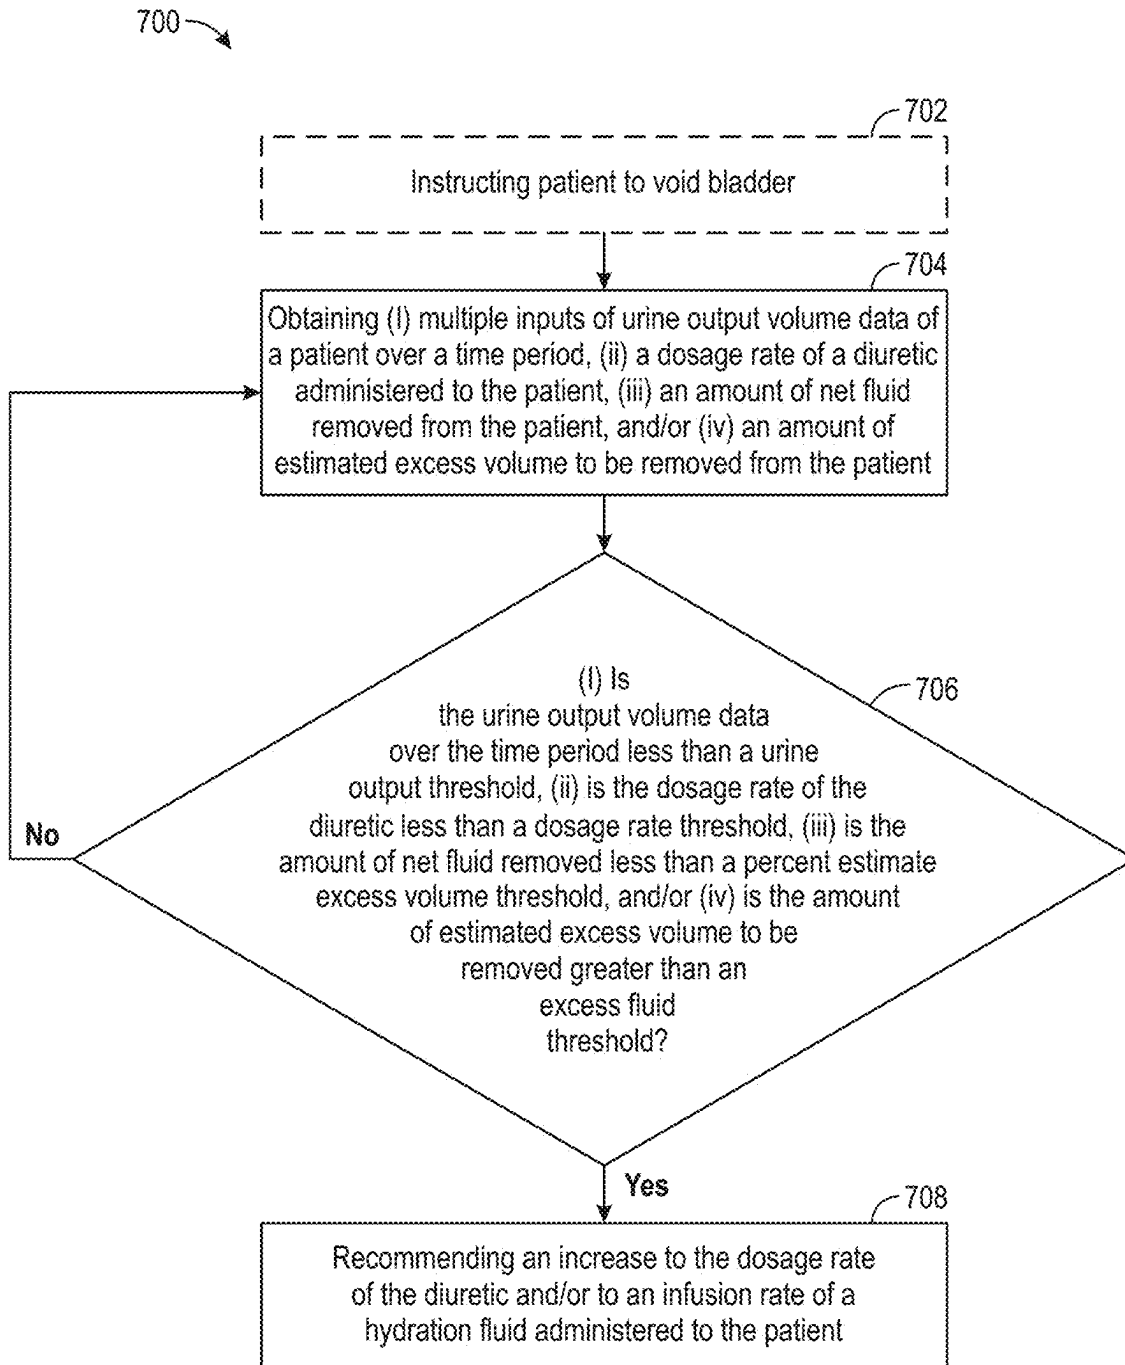 700
702
Instructing patient to void bladder
704
Obtaining (I) multiple inputs of urine output volume data of
a patient over a time period, (ii) a dosage rate of a diuretic
administered to the patient, (iii) an amount of net fluid
removed from the patient, and/or (iv) an amount of
estimated excess volume to be removed from the patient
706
(I) Is
the urine output volume data
over the time period less than a urine
output threshold, (ii) is the dosage rate of the
diuretic less than a dosage rate threshold, (iii) is the
amount of net fluid removed less than a percent estimate
excess volume threshold, and/or (iv) is the amount
of estimated excess volume to be
removed greater than an
excess fluid
threshold?
No
Yes
708
Recommending an increase to the dosage rate
of the diuretic and/or to an infusion rate of a
hydration fluid administered to the patient